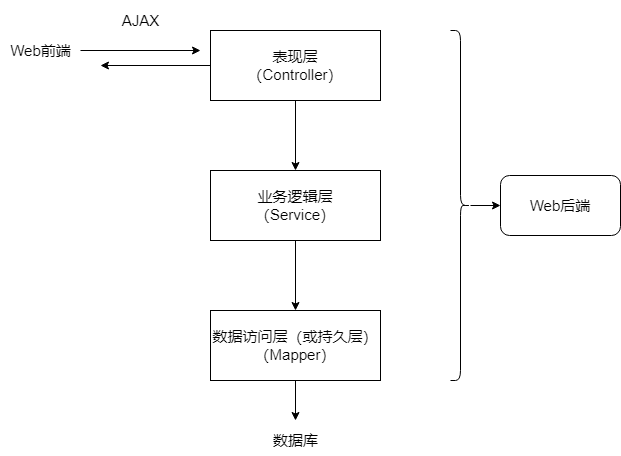 AJAX
Web前端
表现层
（Controller）
业务逻辑层
（Service）
Web后端
数据访问层（或持久层）
（Mapper）
数据库